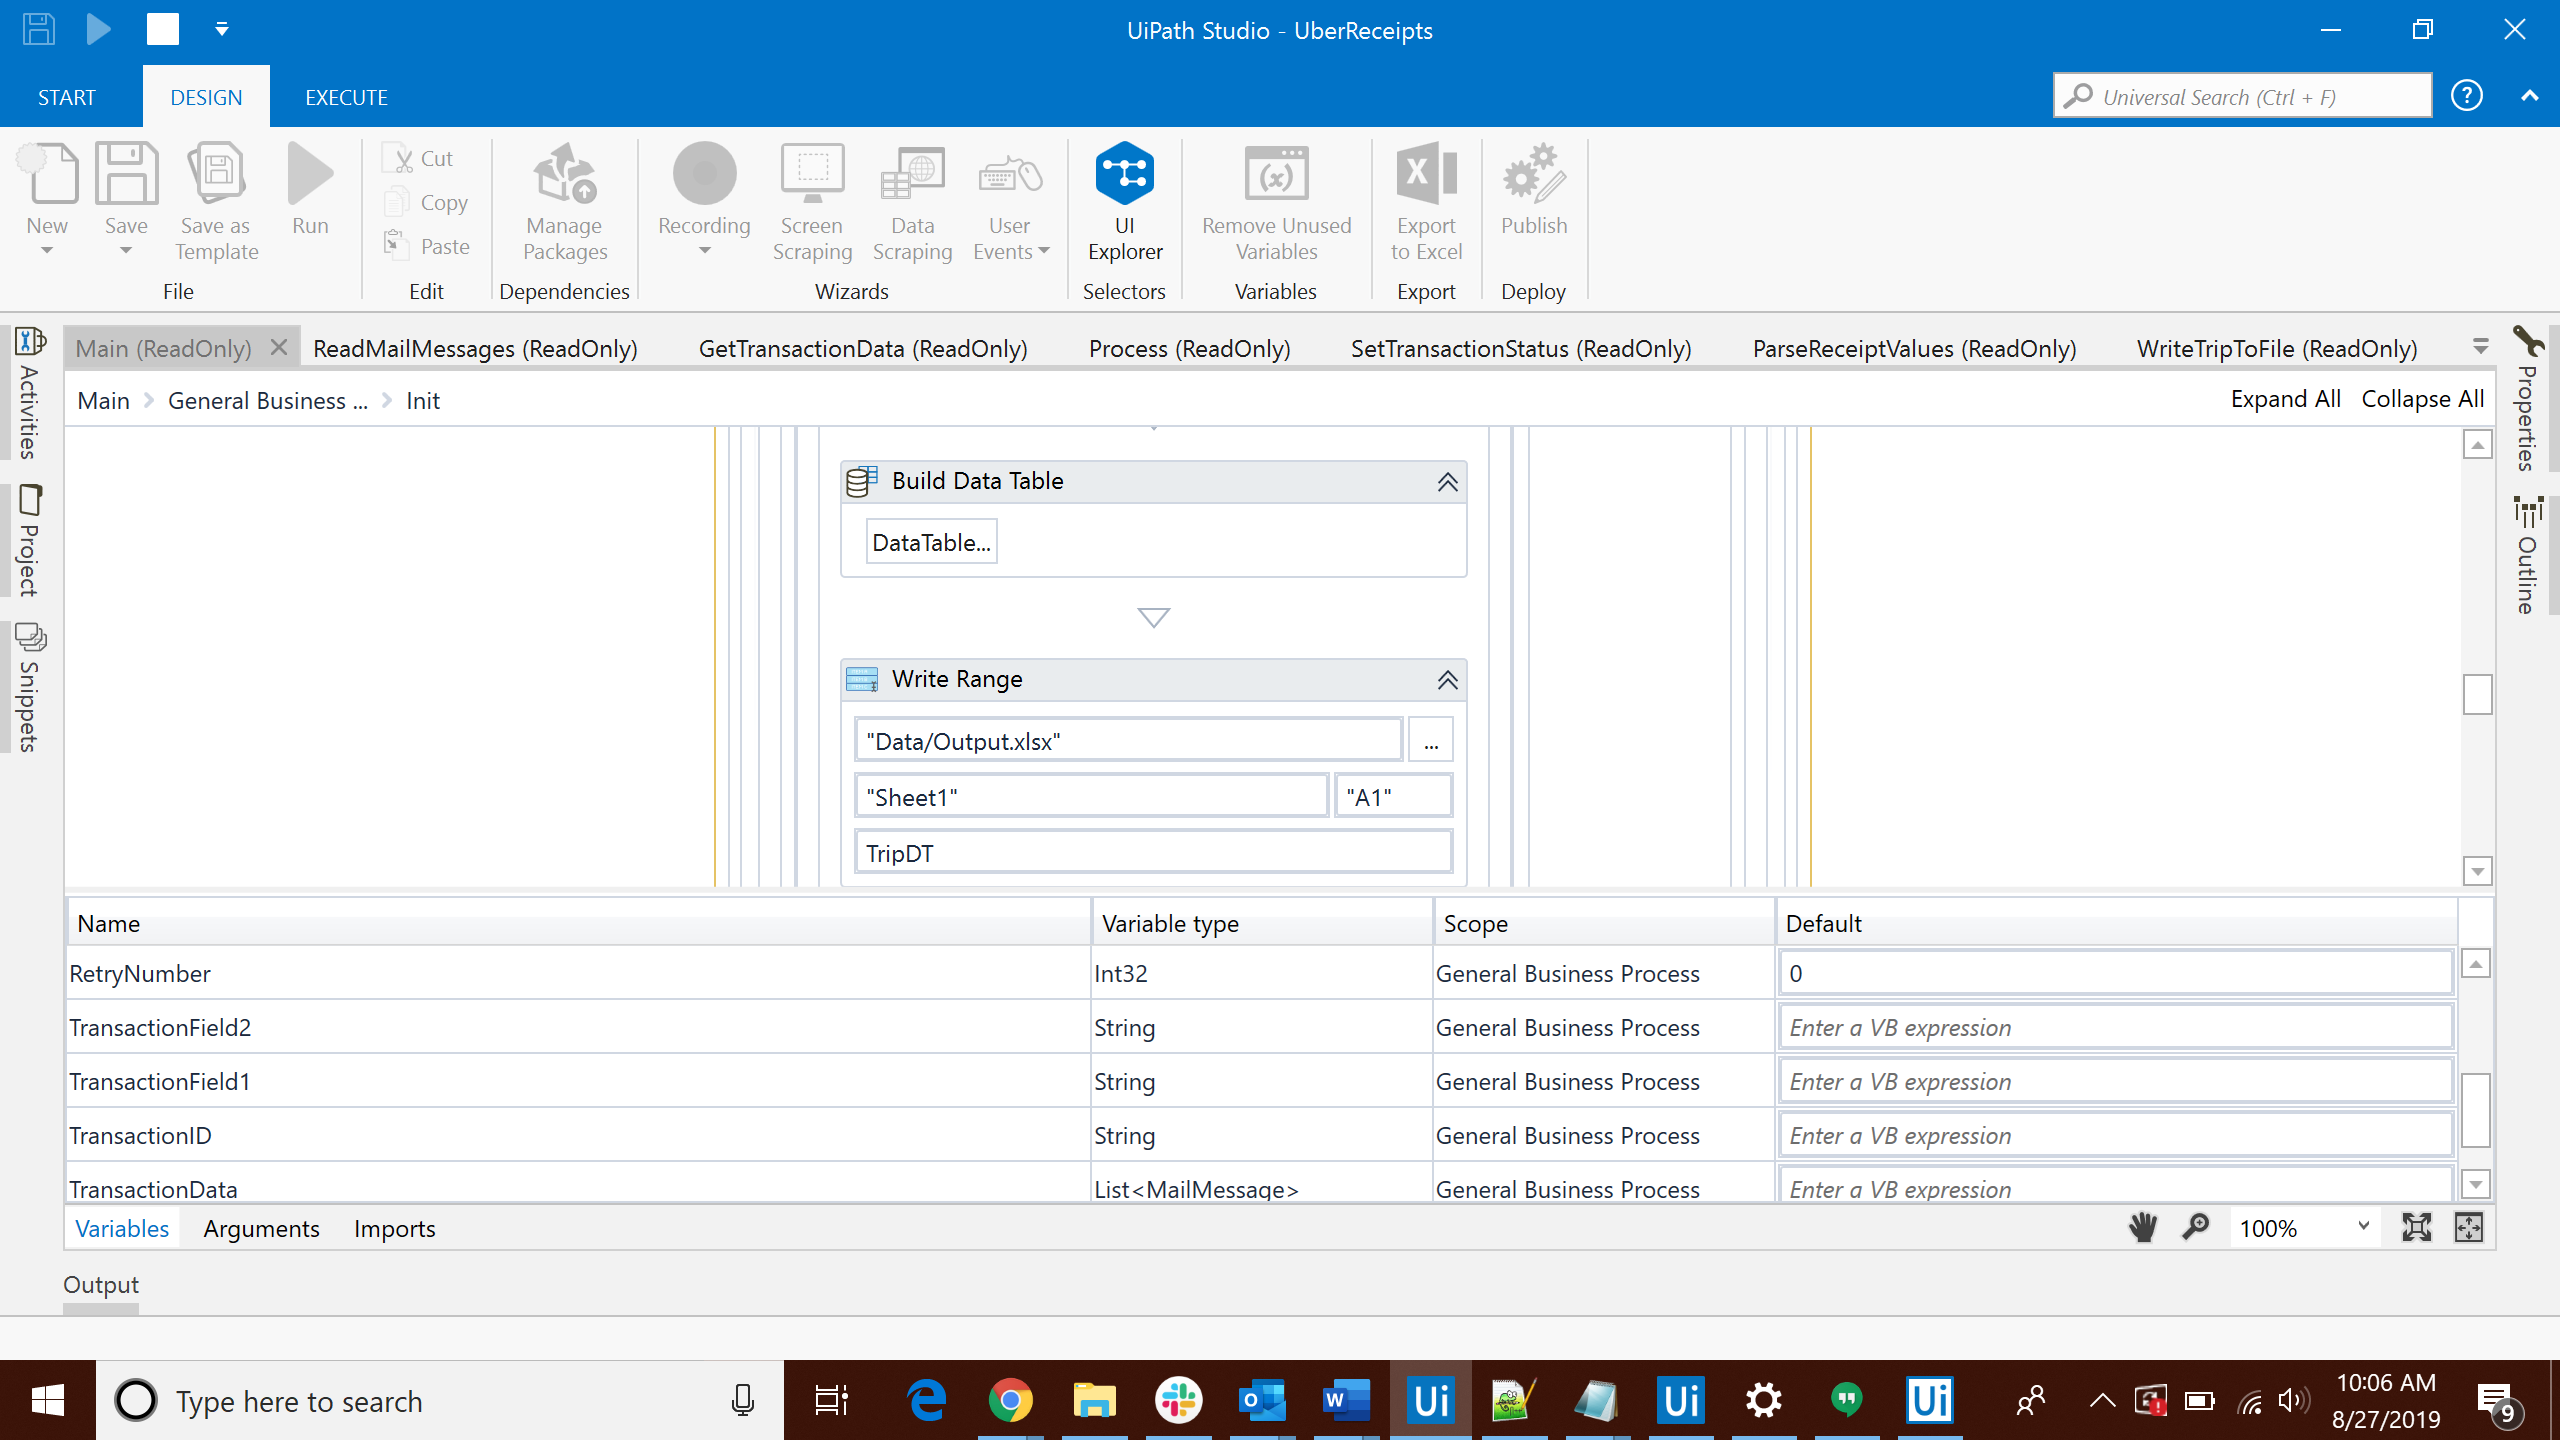 UiPath Studio - UberReceipts
START DESIGN EXECUTE Universal Search (Ctrl + F)
New Save Save as Template Run Cut Copy Paste Manage Packages Recording Screen Scraping Data Scraping User Events UI Explorer Remove Unused Variables Export to Excel Publish
File Edit Dependencies Wizards Selectors Variables Export Deploy
Main (ReadOnly) ReadMailMessages (ReadOnly) GetTransactionData (ReadOnly) Process (ReadOnly) SetTransactionStatus (ReadOnly) ParseReceiptValues (ReadOnly) WriteTripToFile (ReadOnly)
Main General Business ... Init Expand All Collapse All
Activities
Project
Snippets
Properties
Outline
Build Data Table
DataTable...
Write Range
"Data/Output.xlsx" ...
"Sheet1" "A1"
TripDT
Name Variable type Scope Default
RetryNumber Int32 General Business Process 0
TransactionField2 String General Business Process Enter a VB expression
TransactionField1 String General Business Process Enter a VB expression
TransactionID String General Business Process Enter a VB expression
TransactionData List<MailMessage> General Business Process Enter a VB expression
Variables Arguments Imports 100%
Output
Type here to search
10:06 AM
8/27/2019
9